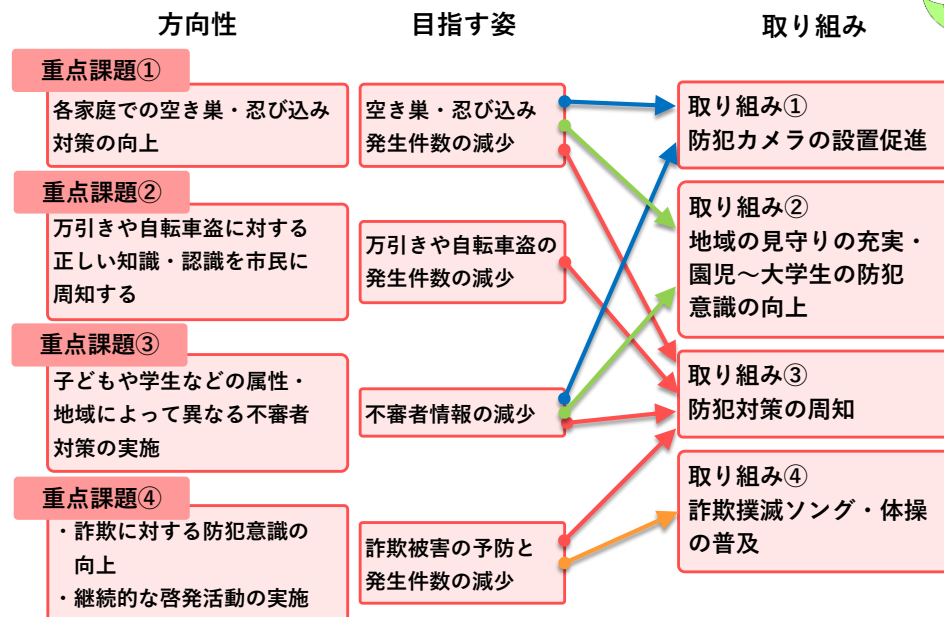 方向性
目指す姿
取り組み
重点課題①
各家庭での空き巣・忍び込み
対策の向上
空き巣・忍び込み
発生件数の減少
取り組み①
防犯カメラの設置促進
重点課題②
万引きや自転車盗に対する
正しい知識・認識を市民に
周知する
万引きや自転車盗の
発生件数の減少
取り組み②
地域の見守りの充実・
園児～大学生の防犯
意識の向上
重点課題③
子どもや学生などの属性・
地域によって異なる不審者
対策の実施
不審者情報の減少
取り組み③
防犯対策の周知
重点課題④
・詐欺に対する防犯意識の
向上
・継続的な啓発活動の実施
詐欺被害の予防と
発生件数の減少
取り組み④
詐欺撲滅ソング・体操
の普及